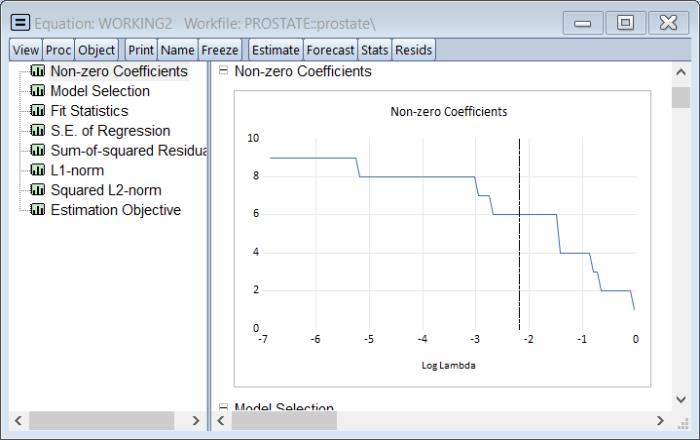 Equation: WORKING2 Workfile: PROSTATE::prostate\
View Proc Object Print Name Freeze Estimate Forecast Stats Resids
Non-zero Coefficients
Model Selection
Fit Statistics
S.E. of Regression
Sum-of-squared Residua
L1-norm
Squared L2-norm
Estimation Objective
Non-zero Coefficients
Non-zero Coefficients
10
8
6
4
2
0
-7 -6 -5 -4 -3 -2 -1 0
Log Lambda
Model Selection